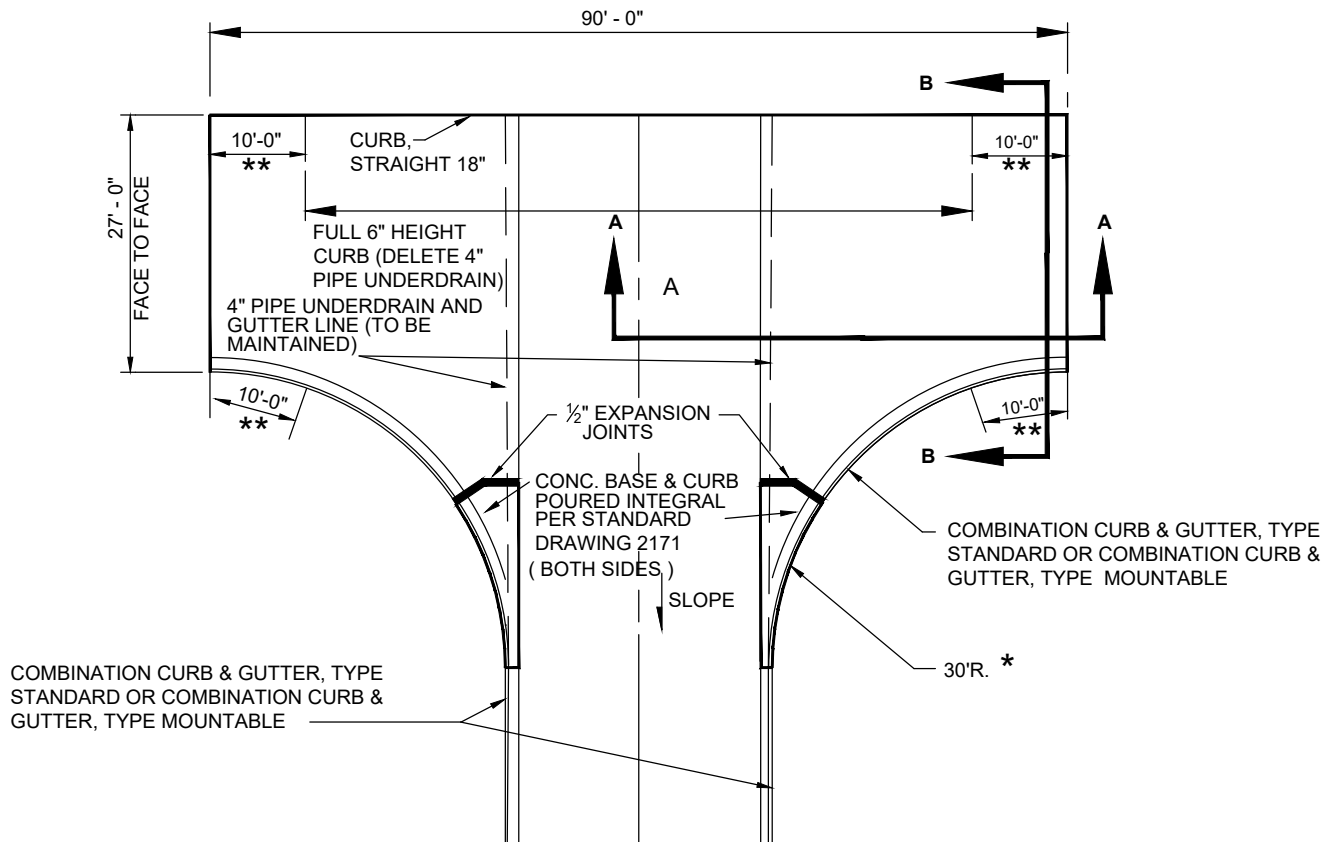 90' - 0"
B
10'-0"
**
CURB,
STRAIGHT 18"
10'-0"
**
27' - 0"
FACE TO FACE
A
A
FULL 6" HEIGHT
CURB (DELETE 4"
PIPE UNDERDRAIN)
A
4" PIPE UNDERDRAIN AND
GUTTER LINE (TO BE
MAINTAINED)
10'-0"
**
10'-0"
**
½" EXPANSION
JOINTS
B
CONC. BASE & CURB
POURED INTEGRAL
PER STANDARD
DRAWING 2171
( BOTH SIDES )
COMBINATION CURB & GUTTER, TYPE
STANDARD OR COMBINATION CURB &
GUTTER, TYPE MOUNTABLE
SLOPE
30'R. *
COMBINATION CURB & GUTTER, TYPE
STANDARD OR COMBINATION CURB &
GUTTER, TYPE MOUNTABLE